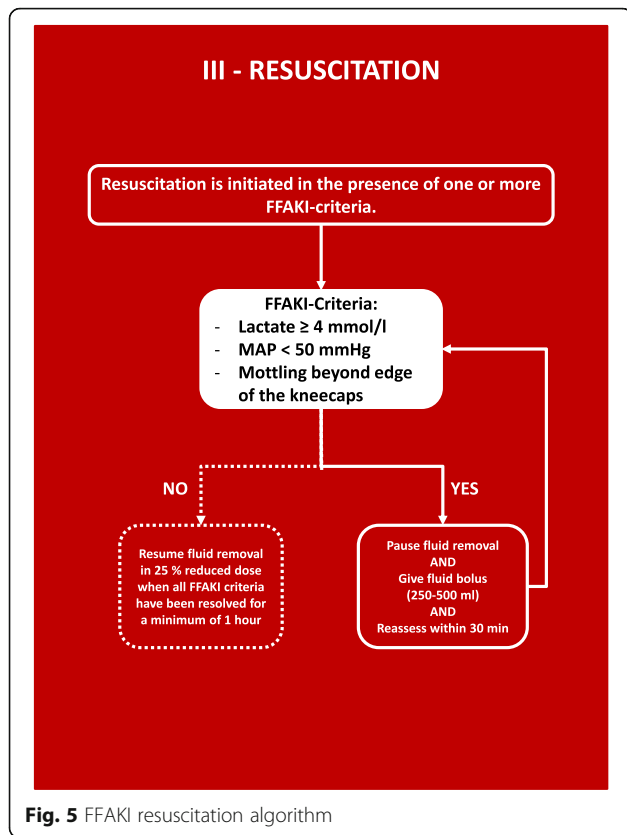 III - RESUSCITATION
Resuscitation is initiated in the presence of one or more
FFAKI-criteria.
FFAKI-Criteria:
- Lactate ≥ 4 mmol/l
- MAP < 50 mmHg
- Mottling beyond edge
of the kneecaps
NO
YES
Resume fluid removal
in 25 % reduced dose
when all FFAKI criteria
have been resolved for
a minimum of 1 hour
Pause fluid removal
AND
Give fluid bolus
(250-500 ml)
AND
Reassess within 30 min
Fig. 5 FFAKI resuscitation algorithm